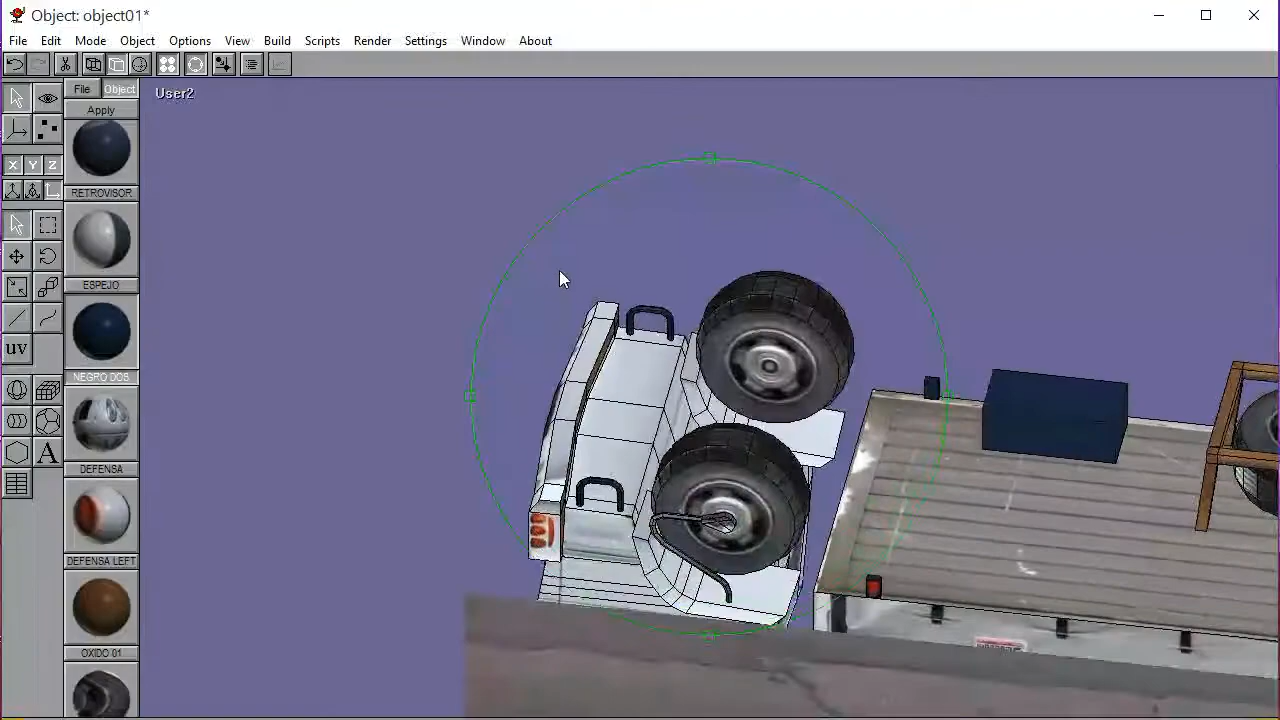 Object: object01*
File Edit Mode Object Options View Build Scripts Render Settings Window About
File Object
User2
Apply
RETROVISOR
X Y Z
ESPEJO
uv
NEGRO DOS
A
DEFENSA
DEFENSA LEFT
OXIDO 01